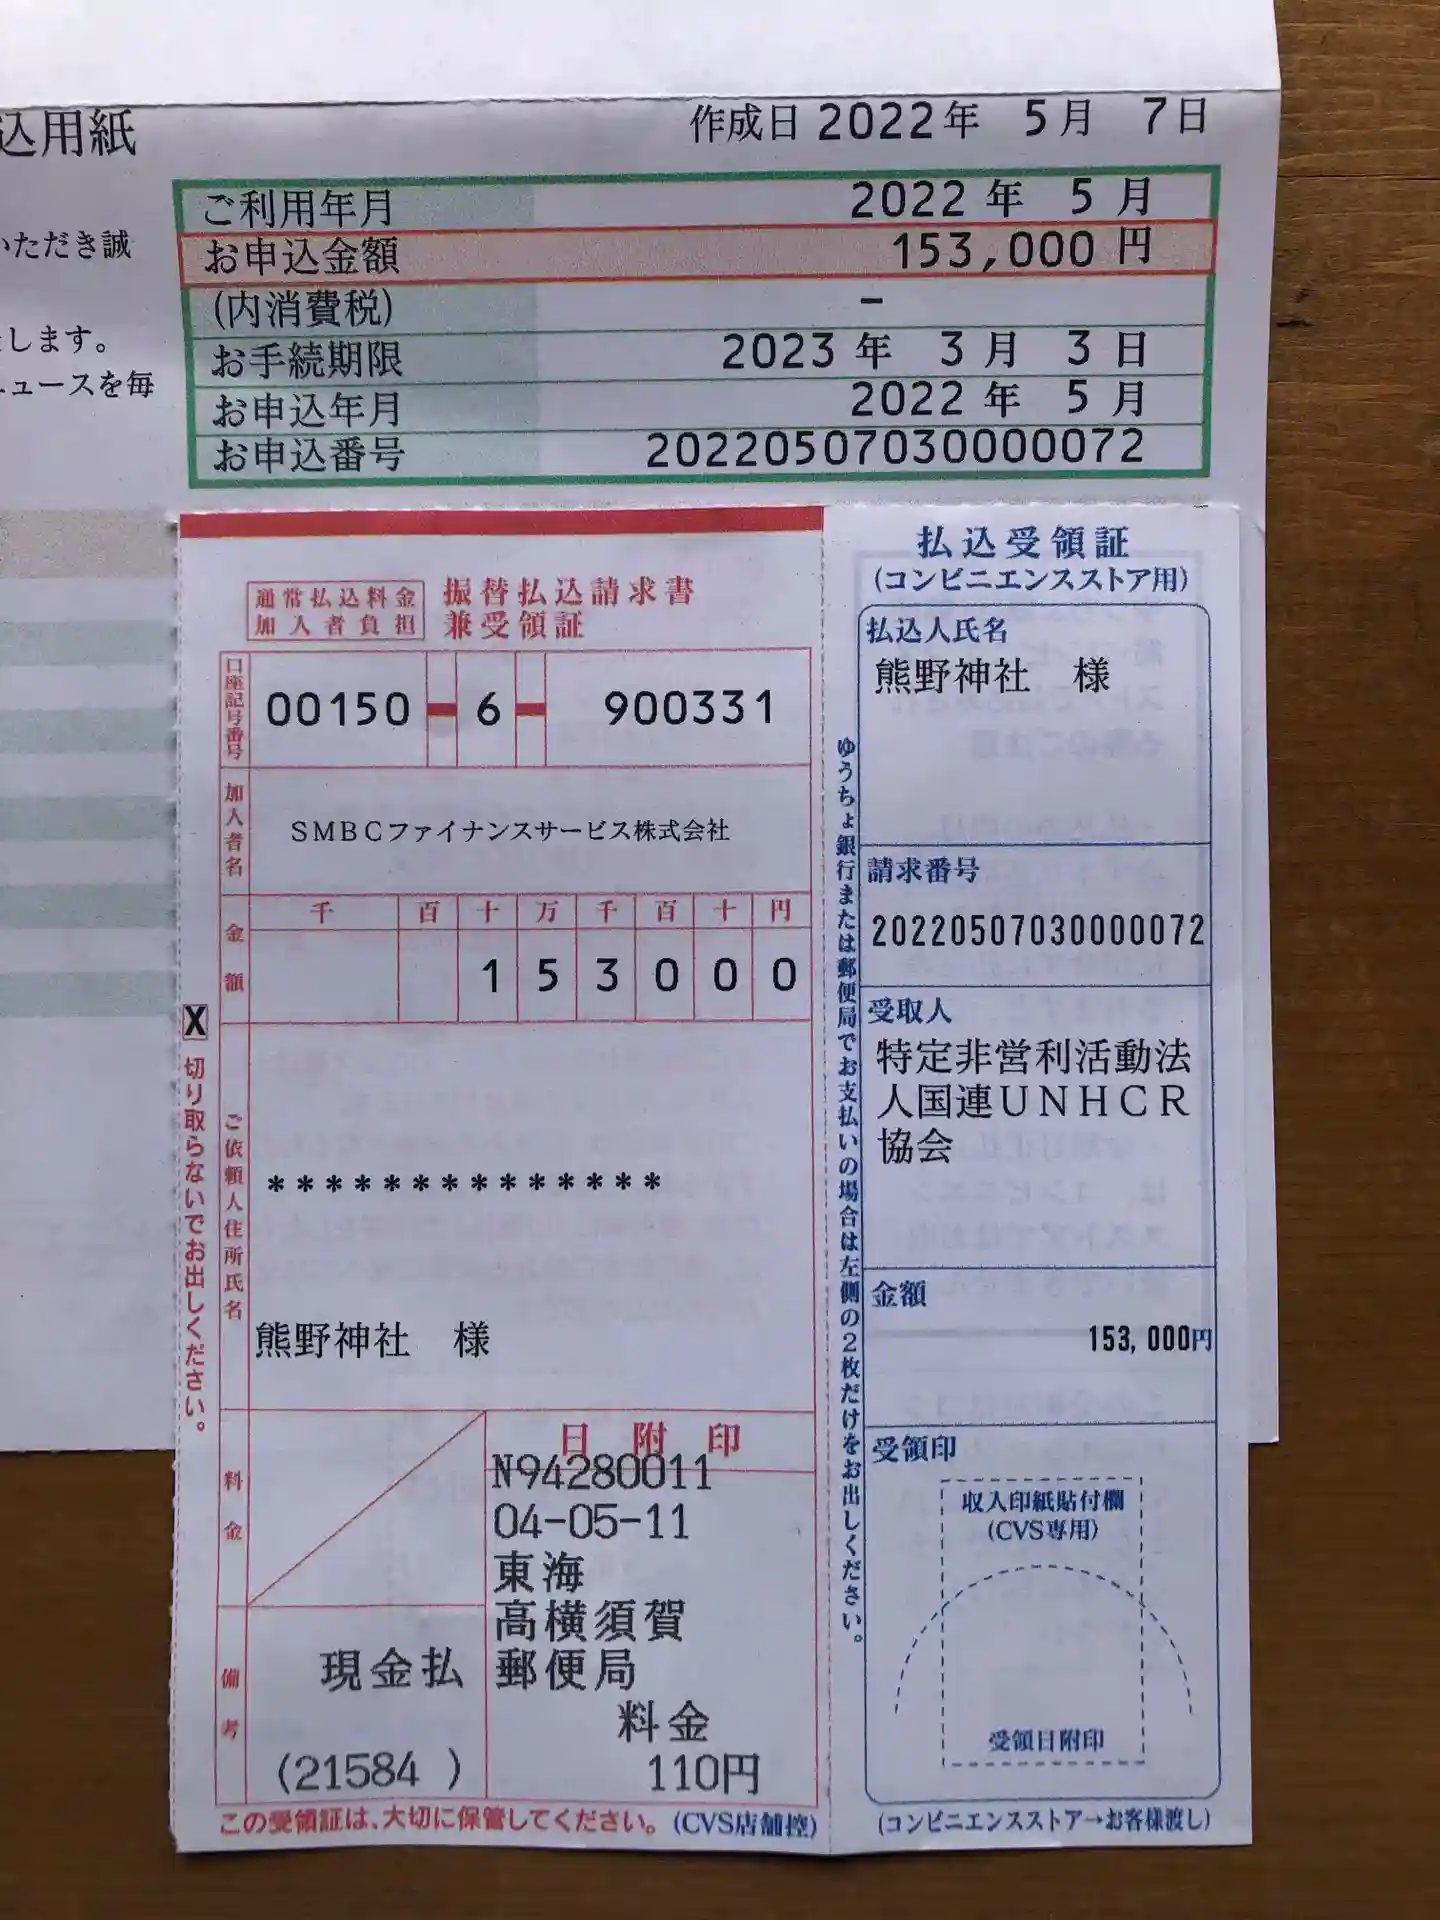 込用紙
作成日 2022年 5月 7日
いただき誠
します。
ニュースを毎
ご利用年月 2022 年 5 月
お申込金額 153,000 円
(内消費税) −
お手続期限 2023 年 3 月 3 日
お申込年月 2022 年 5 月
お申込番号 20220507030000072
通常払込料金
加入者負担
振替払込請求書
兼受領証
口座記号番号
00150 - 6 - 900331
加入者名
SMBCファイナンスサービス株式会社
金額
千 百 十 万 千 百 十 円
1 5 3 0 0 0
X
切り取らないでお出しください。
ご依頼人住所氏名
**************
熊野神社 様
料金
日附印
N94280011
04-05-11
東海
高横須賀
郵便局
料金
110円
備考
現金払
(21584 )
この受領証は、大切に保管してください。(CVS店舗控)
ゆうちょ銀行または郵便局でお支払いの場合は左側の2枚だけをお出しください。
払込受領証
(コンビニエンスストア用)
払込人氏名
熊野神社 様
請求番号
20220507030000072
受取人
特定非営利活動法
人国連UNHCR
協会
金額
153,000円
受領印
収入印紙貼付欄
(CVS専用)
受領日附印
(コンビニエンスストア→お客様渡し)